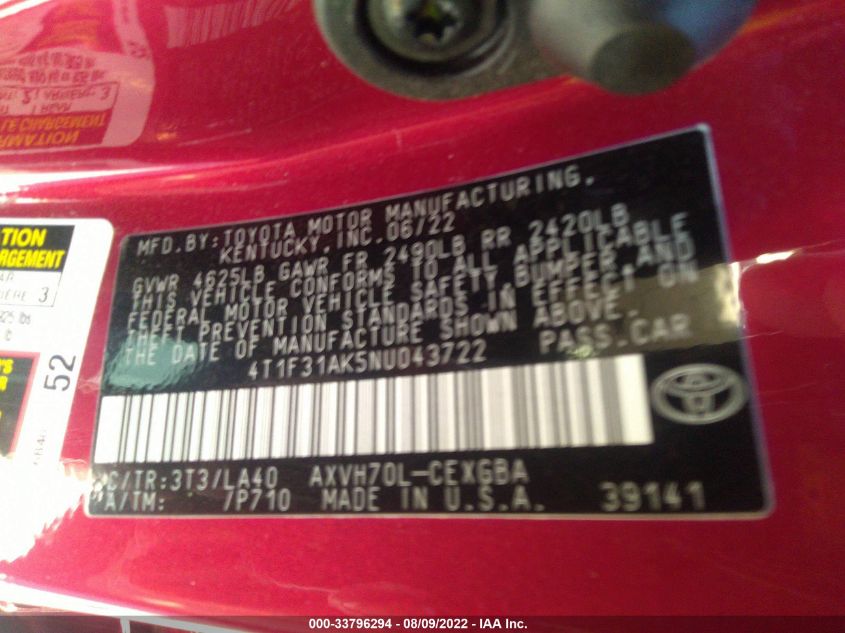 TION
RGEMENT
3
52
MFD. BY: TOYOTA MOTOR MANUFACTURING.
KENTUCKY, INC. 06/22
GVWR 4625LB GAWR FR 2490LB RR 2420LB
THIS VEHICLE CONFORMS TO ALL APPLICABLE
FEDERAL MOTOR VEHICLE SAFETY, BUMPER, AND
THEFT PREVENTION STANDARDS IN EFFECT ON
THE DATE OF MANUFACTURE SHOWN ABOVE.
4T1F31AK5NU043722 PASS. CAR
C/TR: 3T3/LA40 AXVH70L-CEXGBA
A/TM: /P710 MADE IN U.S.A. 39141
000-33796294 - 08/09/2022 - IAA Inc.